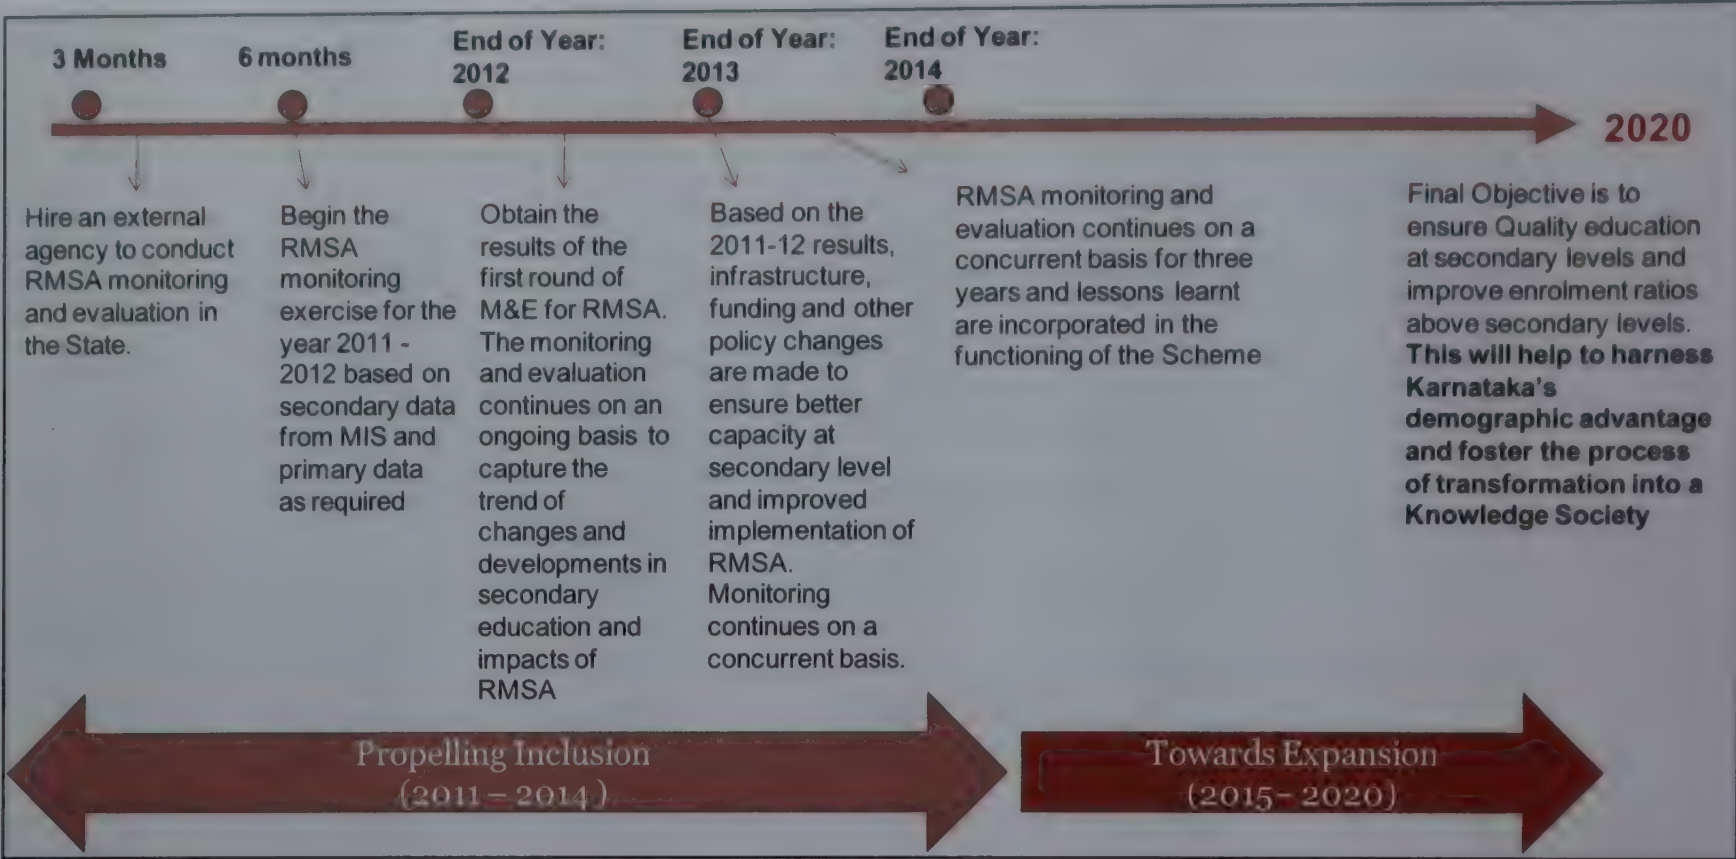 3 Months
6 months
End of Year:
2012
End of Year:
2013
End of Year:
2014
2020
Hire an external
agency to conduct
RMSA monitoring
and evaluation in
the State.
Begin the
RMSA
monitoring
exercise for the
year 2011 -
2012 based on
secondary data
from MIS and
primary data
as required
Obtain the
results of the
first round of
M&E for RMSA.
The monitoring
and evaluation
continues on an
ongoing basis to
capture the
trend of
changes and
developments in
secondary
education and
impacts of
RMSA
Based on the
2011-12 results,
infrastructure,
funding and other
policy changes
are made to
ensure better
capacity at
secondary level
and improved
implementation of
RMSA.
Monitoring
continues on a
concurrent basis.
RMSA monitoring and
evaluation continues on a
concurrent basis for three
years and lessons learnt
are incorporated in the
functioning of the Scheme
Final Objective is to
ensure Quality education
at secondary levels and
improve enrolment ratios
above secondary levels.
This will help to harness
Karnataka's
demographic advantage
and foster the process
of transformation into a
Knowledge Society
Propelling Inclusion
(2011 – 2014 )
Towards Expansion
(2015– 2020)